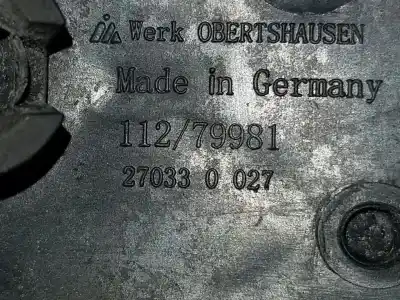 Werk OBERTSHAUSEN
Made in Germany
112/79981
27033 0 027